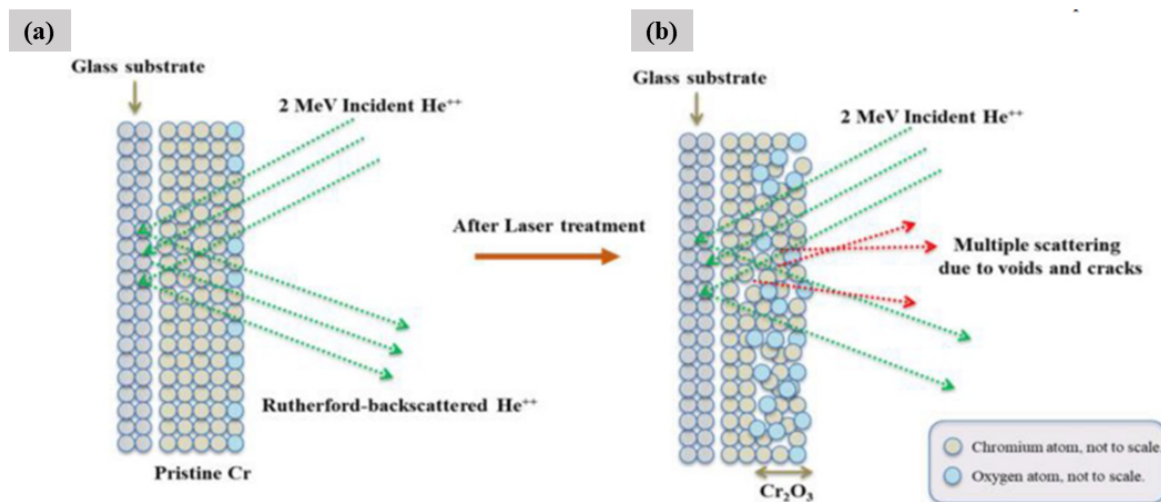 (a)
Glass substrate
2 MeV Incident He⁺⁺
Rutherford-backscattered He⁺⁺
Pristine Cr
After Laser treatment
(b)
Glass substrate
2 MeV Incident He⁺⁺
Multiple scattering
due to voids and cracks
Cr₂O₃
Chromium atom, not to scale.
Oxygen atom, not to scale.